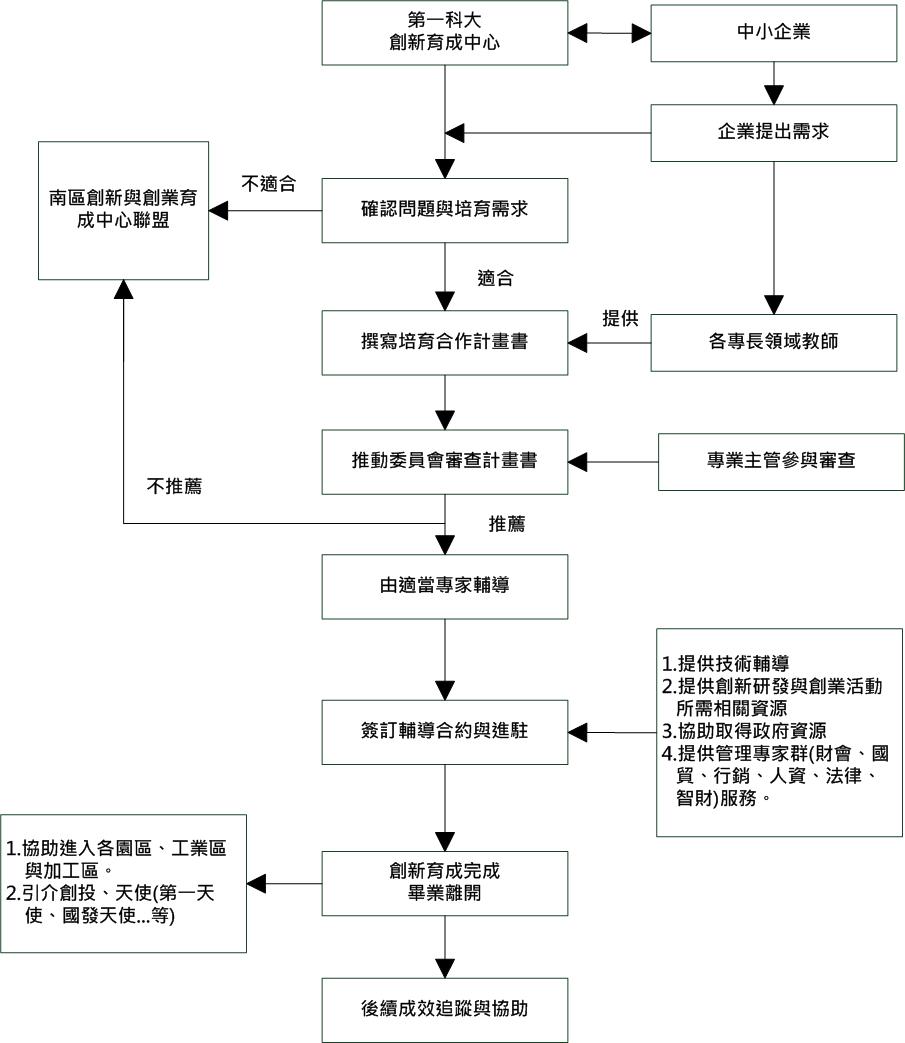 第一科大
創新育成中心
中小企業
企業提出需求
不適合
南區創新與創業育
成中心聯盟
確認問題與培育需求
適合
提供
撰寫培育合作計畫書
各專長領域教師
推動委員會審查計畫書
專業主管參與審查
不推薦
推薦
由適當專家輔導
1.提供技術輔導
2.提供創新研發與創業活動
所需相關資源
3.協助取得政府資源
4.提供管理專家群(財會、國
貿、行銷、人資、法律、
智財)服務。
簽訂輔導合約與進駐
1.協助進入各園區、工業區
與加工區。
2.引介創投、天使(第一天
使、國發天使...等)
創新育成完成
畢業離開
後續成效追蹤與協助